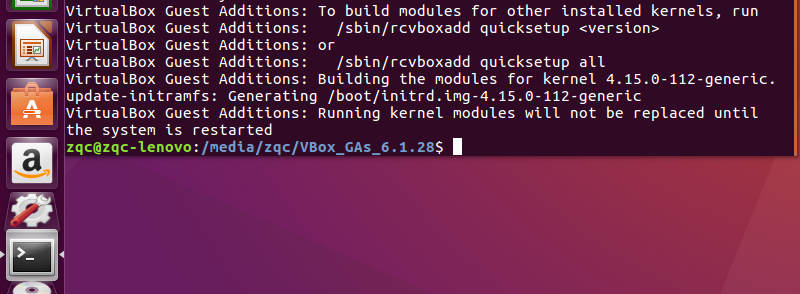 VirtualBox Guest Additions: To build modules for other installed kernels, run
VirtualBox Guest Additions:   /sbin/rcvboxadd quicksetup <version>
VirtualBox Guest Additions: or
VirtualBox Guest Additions:   /sbin/rcvboxadd quicksetup all
VirtualBox Guest Additions: Building the modules for kernel 4.15.0-112-generic.
update-initramfs: Generating /boot/initrd.img-4.15.0-112-generic
VirtualBox Guest Additions: Running kernel modules will not be replaced until
the system is restarted
zqc@zqc-lenovo:/media/zqc/VBox_GAs_6.1.28$